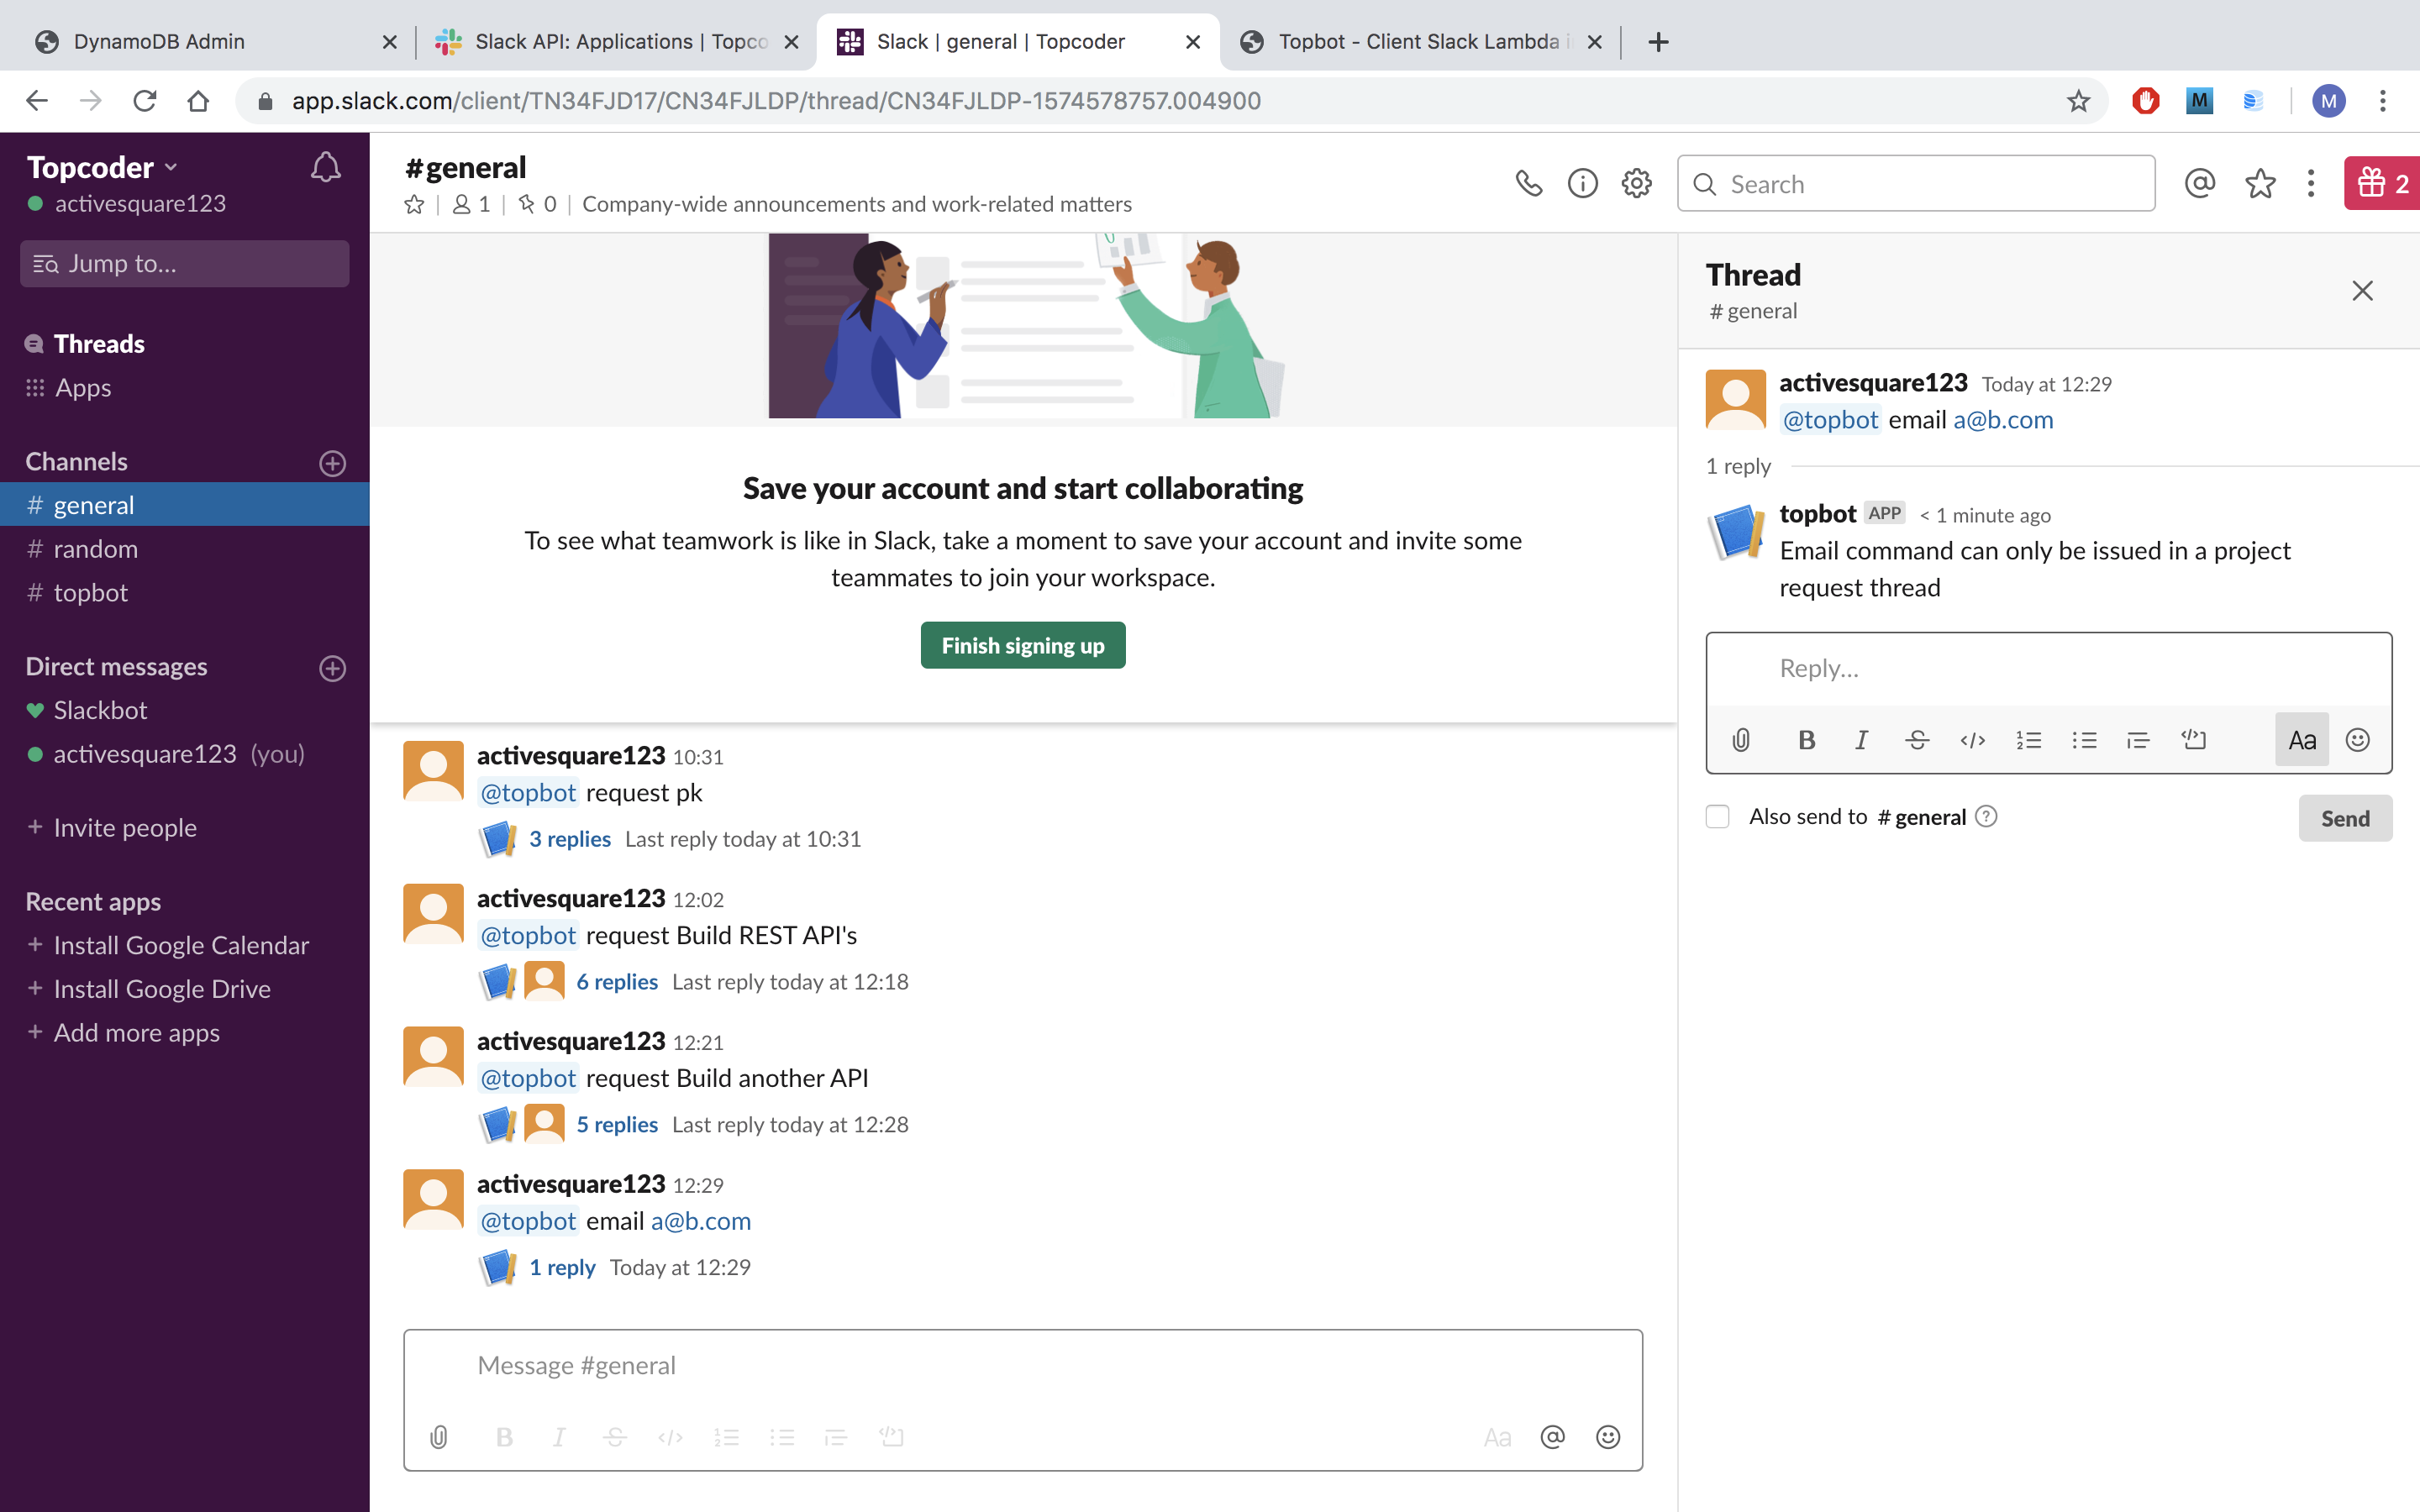 DynamoDB Admin
Slack API: Applications | Topco
Slack | general | Topcoder
Topbot - Client Slack Lambda i
app.slack.com/client/TN34FJD17/CN34FJLDP/thread/CN34FJLDP-1574578757.004900
M
M
Topcoder
activesquare123
Jump to...
Threads
Apps
Channels
# general
# random
# topbot
Direct messages
Slackbot
activesquare123 (you)
+ Invite people
Recent apps
+ Install Google Calendar
+ Install Google Drive
+ Add more apps
#general
1 | 0 | Company-wide announcements and work-related matters
Search
2
Save your account and start collaborating
To see what teamwork is like in Slack, take a moment to save your account and invite some
teammates to join your workspace.
Finish signing up
activesquare123 10:31
@topbot request pk
3 replies Last reply today at 10:31
activesquare123 12:02
@topbot request Build REST API's
6 replies Last reply today at 12:18
activesquare123 12:21
@topbot request Build another API
5 replies Last reply today at 12:28
activesquare123 12:29
@topbot email a@b.com
1 reply Today at 12:29
Message #general
B I S </> Aa @
Thread
# general
activesquare123 Today at 12:29
@topbot email a@b.com
1 reply
topbot APP < 1 minute ago
Email command can only be issued in a project
request thread
Reply...
B I S </> Aa
Also send to # general ?
Send